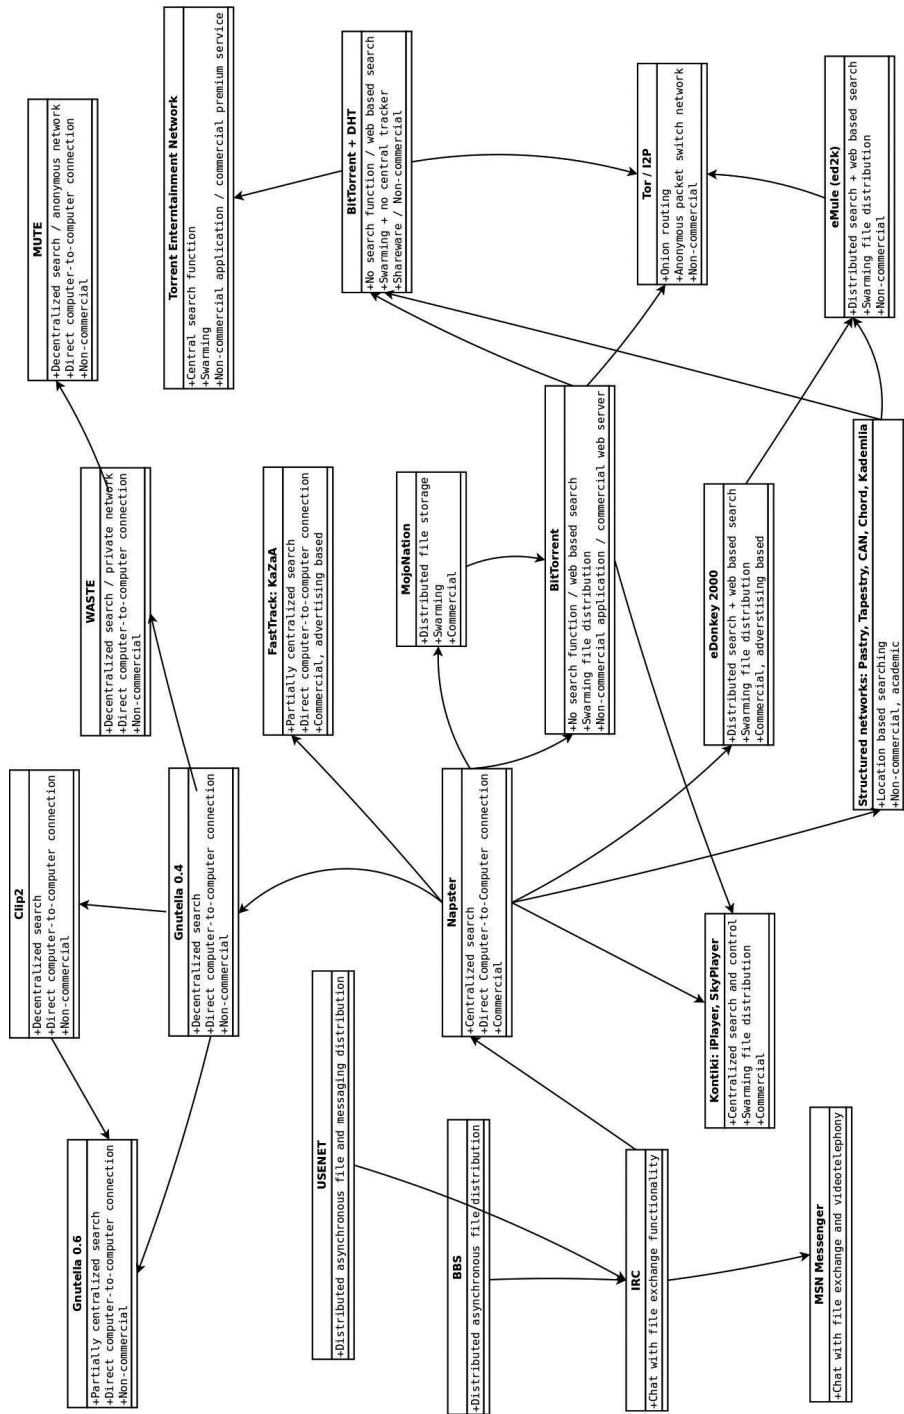 Clip2
+Decentralized search
+Direct computer-to-computer connection
+Non-commercial
MUTE
+Decentralized search / anonymous network
+Direct computer-to-computer connection
+Non-commercial
Gnutella 0.6
+Partially centralized search
+Direct computer-to-computer connection
+Non-commercial
WASTE
+Decentralized search / private network
+Direct computer-to-computer connection
+Non-commercial
Gnutella 0.4
+Decentralized search
+Direct computer-to-computer connection
+Non-commercial
Torrent Enterntainment Network
+Central search function
+Swarming
+Non-commercial application / commercial premium service
FastTrack: KaZaA
+Partially centralized search
+Direct computer-to-computer connection
+Commercial, advertising based
USENET
+Distributed asynchronous file and messaging distribution
BitTorrent + DHT
+No search function / web based search
+Swarming + no central tracker
+Shareware / Non-commercial
MojoNation
+Distributed file storage
+Swarming
+Commercial
Napster
+Centralized search
+Direct Computer-to-Computer connection
+Commercial
BBS
+Distributed asynchronous file distribution
BitTorrent
+No search function / web based search
+Swarming file distribution
+Non-commercial application / commercial web server
IRC
+Chat with file exchange functionality
Tor / I2P
+Onion routing
+Anonymous packet switch network
+Non-commercial
eDonkey 2000
+Distributed search + web based search
+Swarming file distribution
+Commercial, adverstising based
Kontiki: iPlayer, SkyPlayer
+Centralized search and control
+Swarming file distribution
+Commercial
MSN Messenger
+Chat with file exchange and videotelephony
eMule (ed2k)
+Distributed search + web based search
+Swarming file distribution
+Non-commercial
Structured networks: Pastry, Tapestry, CAN, Chord, Kademlia
+Location based searching
+Non-commercial, academic